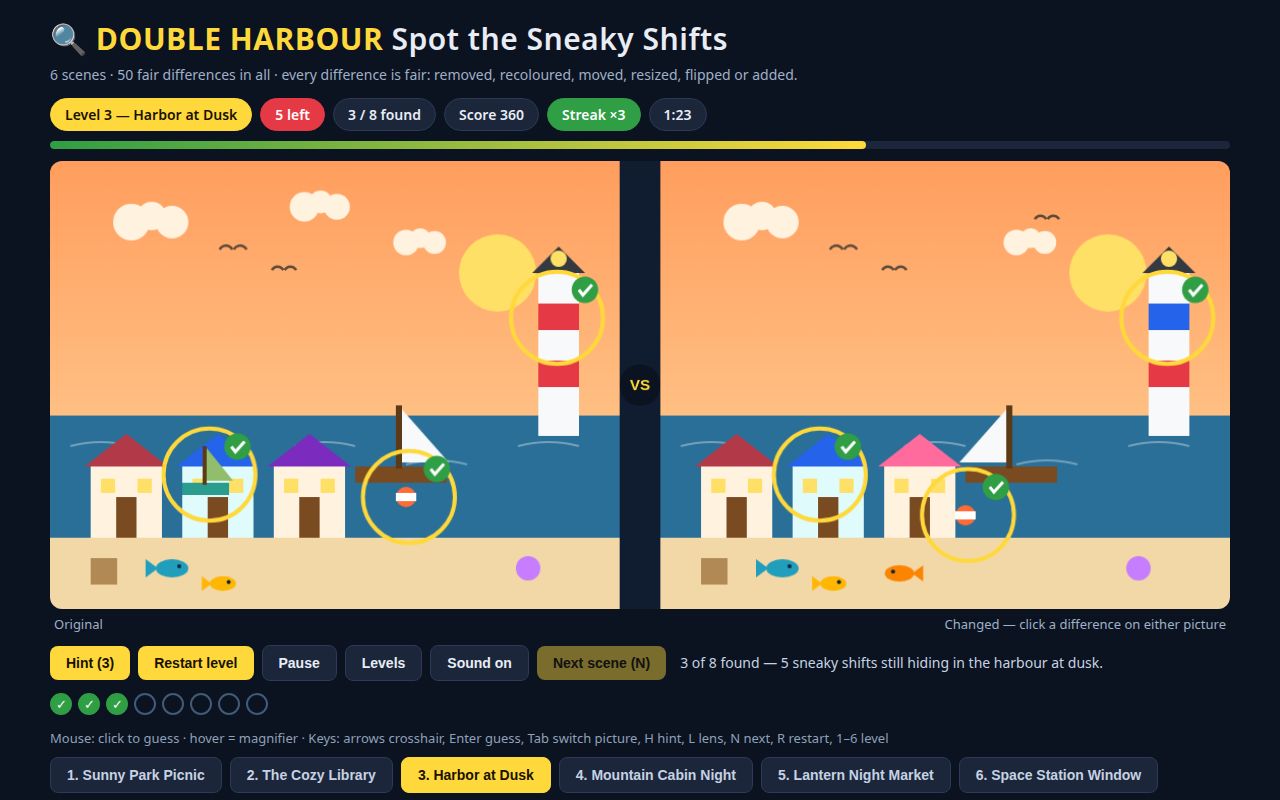 🔍 DOUBLE HARBOUR Spot the Sneaky Shifts
6 scenes · 50 fair differences in all · every difference is fair: removed, recoloured, moved, resized, flipped or added.
Level 3 — Harbor at Dusk 5 left 3 / 8 found Score 360 Streak ×3 1:23
VS
Original Changed — click a difference on either picture
Hint (3) Restart level Pause Levels Sound on Next scene (N) 3 of 8 found — 5 sneaky shifts still hiding in the harbour at dusk.
Mouse: click to guess · hover = magnifier · Keys: arrows crosshair, Enter guess, Tab switch picture, H hint, L lens, N next, R restart, 1–6 level
1. Sunny Park Picnic 2. The Cozy Library 3. Harbor at Dusk 4. Mountain Cabin Night 5. Lantern Night Market 6. Space Station Window